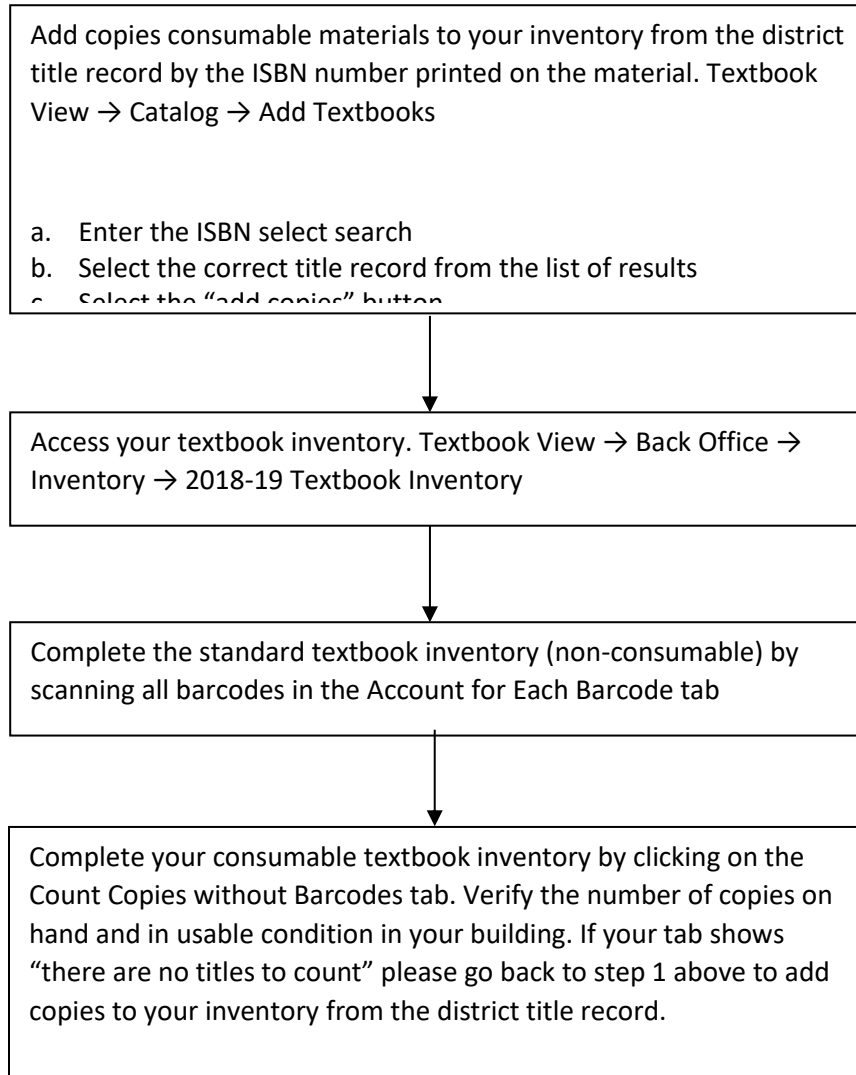 Add copies consumable materials to your inventory from the district
title record by the ISBN number printed on the material. Textbook
View → Catalog → Add Textbooks
a. Enter the ISBN select search
b. Select the correct title record from the list of results
c. Select the “add copies” button
Access your textbook inventory. Textbook View → Back Office →
Inventory → 2018-19 Textbook Inventory
Complete the standard textbook inventory (non-consumable) by
scanning all barcodes in the Account for Each Barcode tab
Complete your consumable textbook inventory by clicking on the
Count Copies without Barcodes tab. Verify the number of copies on
hand and in usable condition in your building. If your tab shows
“there are no titles to count” please go back to step 1 above to add
copies to your inventory from the district title record.